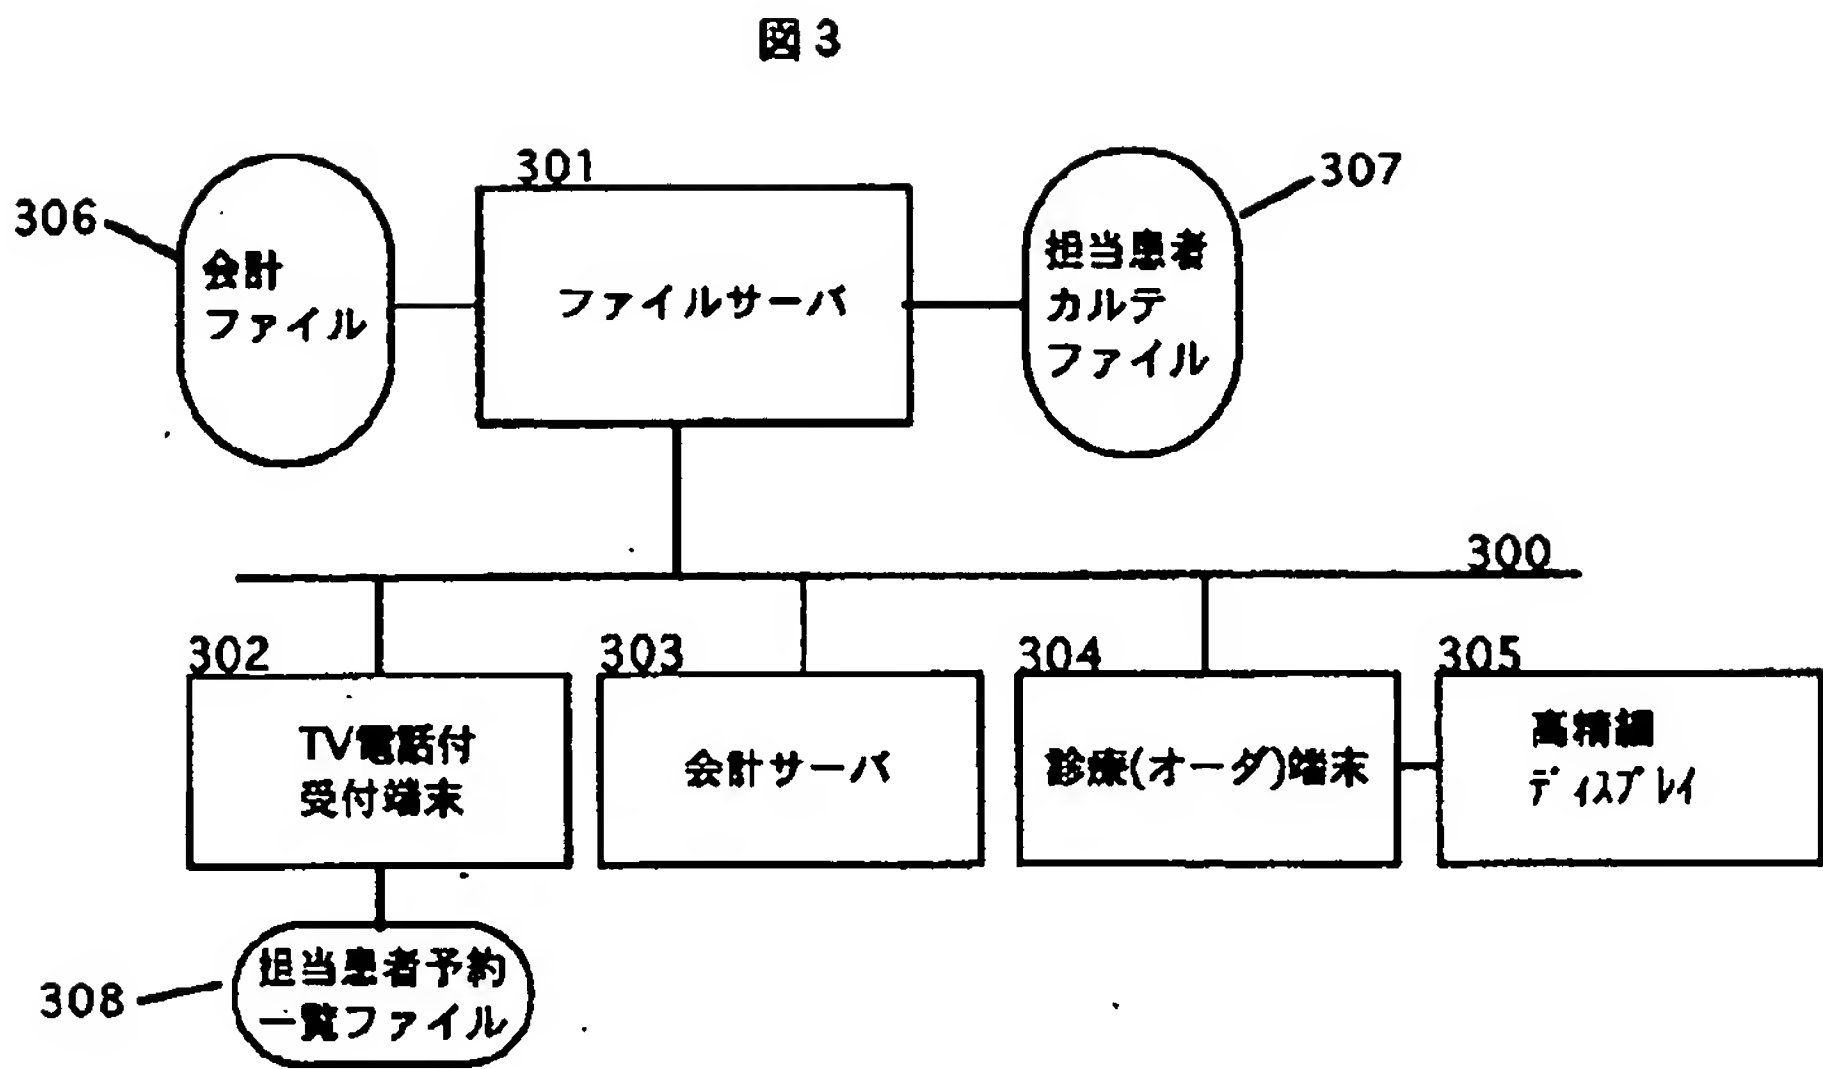 図3
301
307
306
会計
ファイル
ファイルサーバ
担当患者
カルテ
ファイル
300
302
303
304
305
TV電話付
受付端末
会計サーバ
診療(オーダ)端末
高精細
ディスプレイ
担当患者予約
一覧ファイル
308